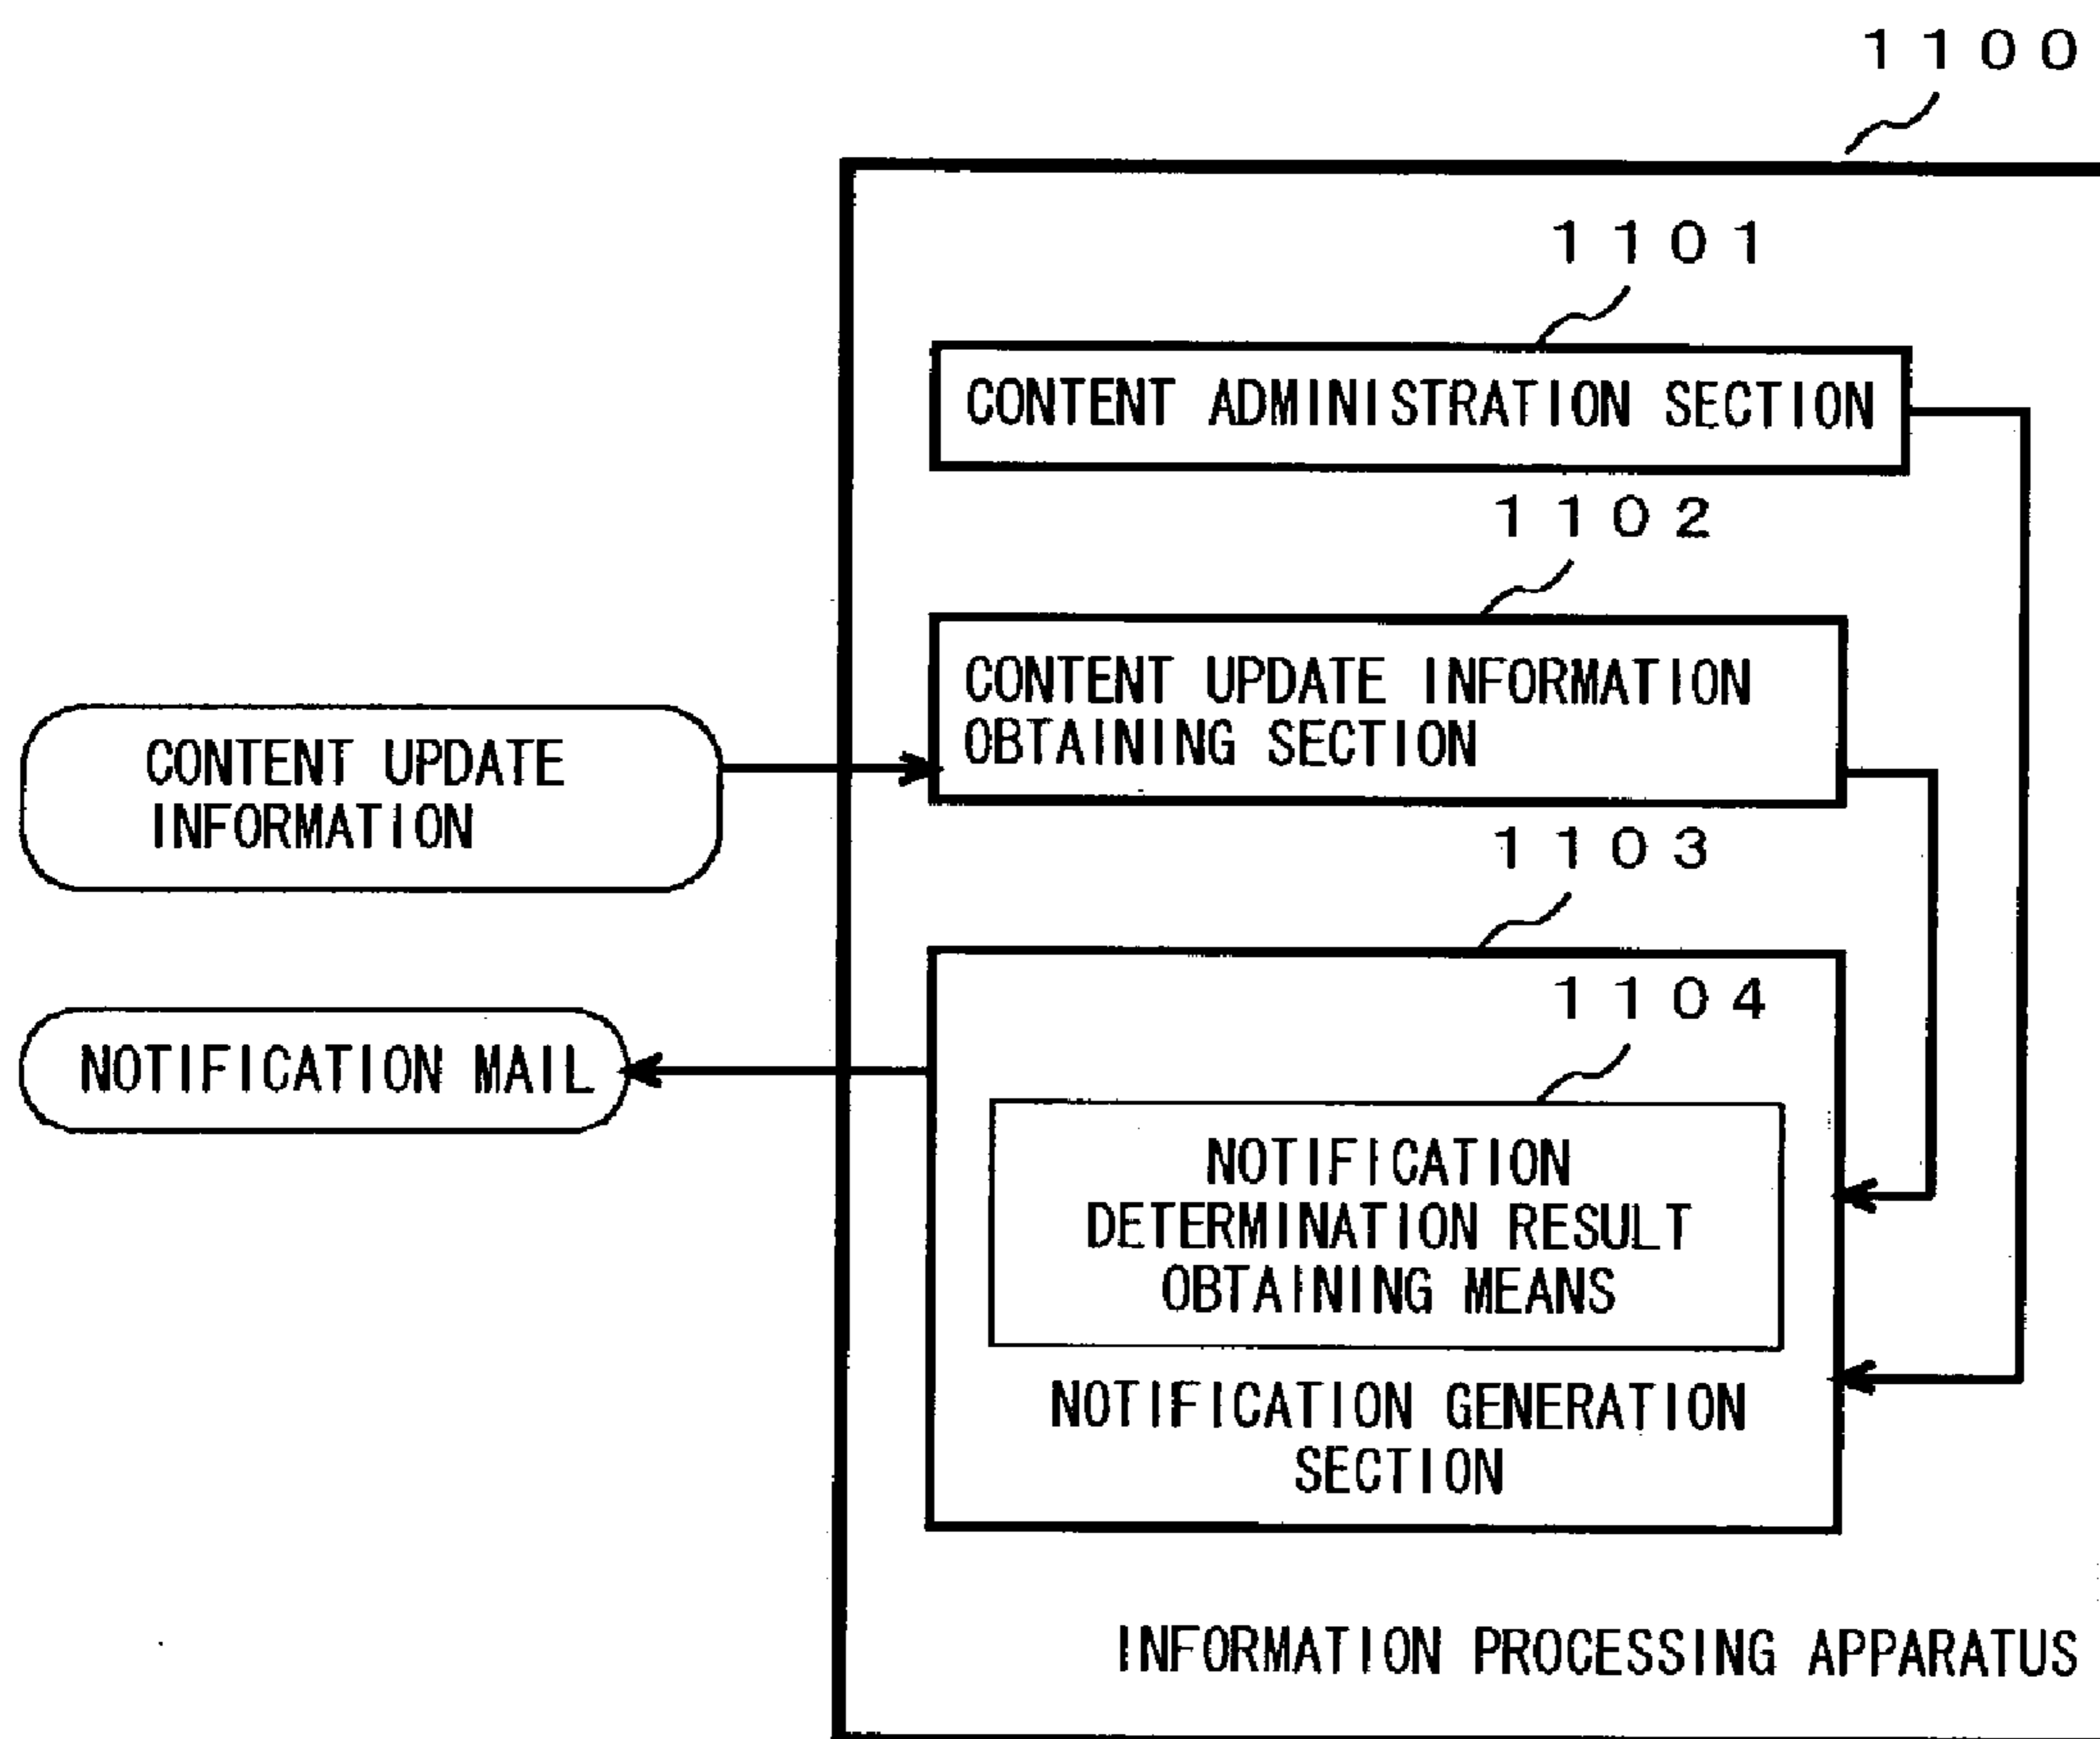 1100
1101
CONTENT ADMINISTRATION SECTION
1102
CONTENT UPDATE INFORMATION
OBTAINING SECTION
CONTENT UPDATE
INFORMATION
1103
1104
NOTIFICATION MAIL
NOTIFICATION
DETERMINATION RESULT
OBTAINING MEANS
NOTIFICATION GENERATION
SECTION
INFORMATION PROCESSING APPARATUS